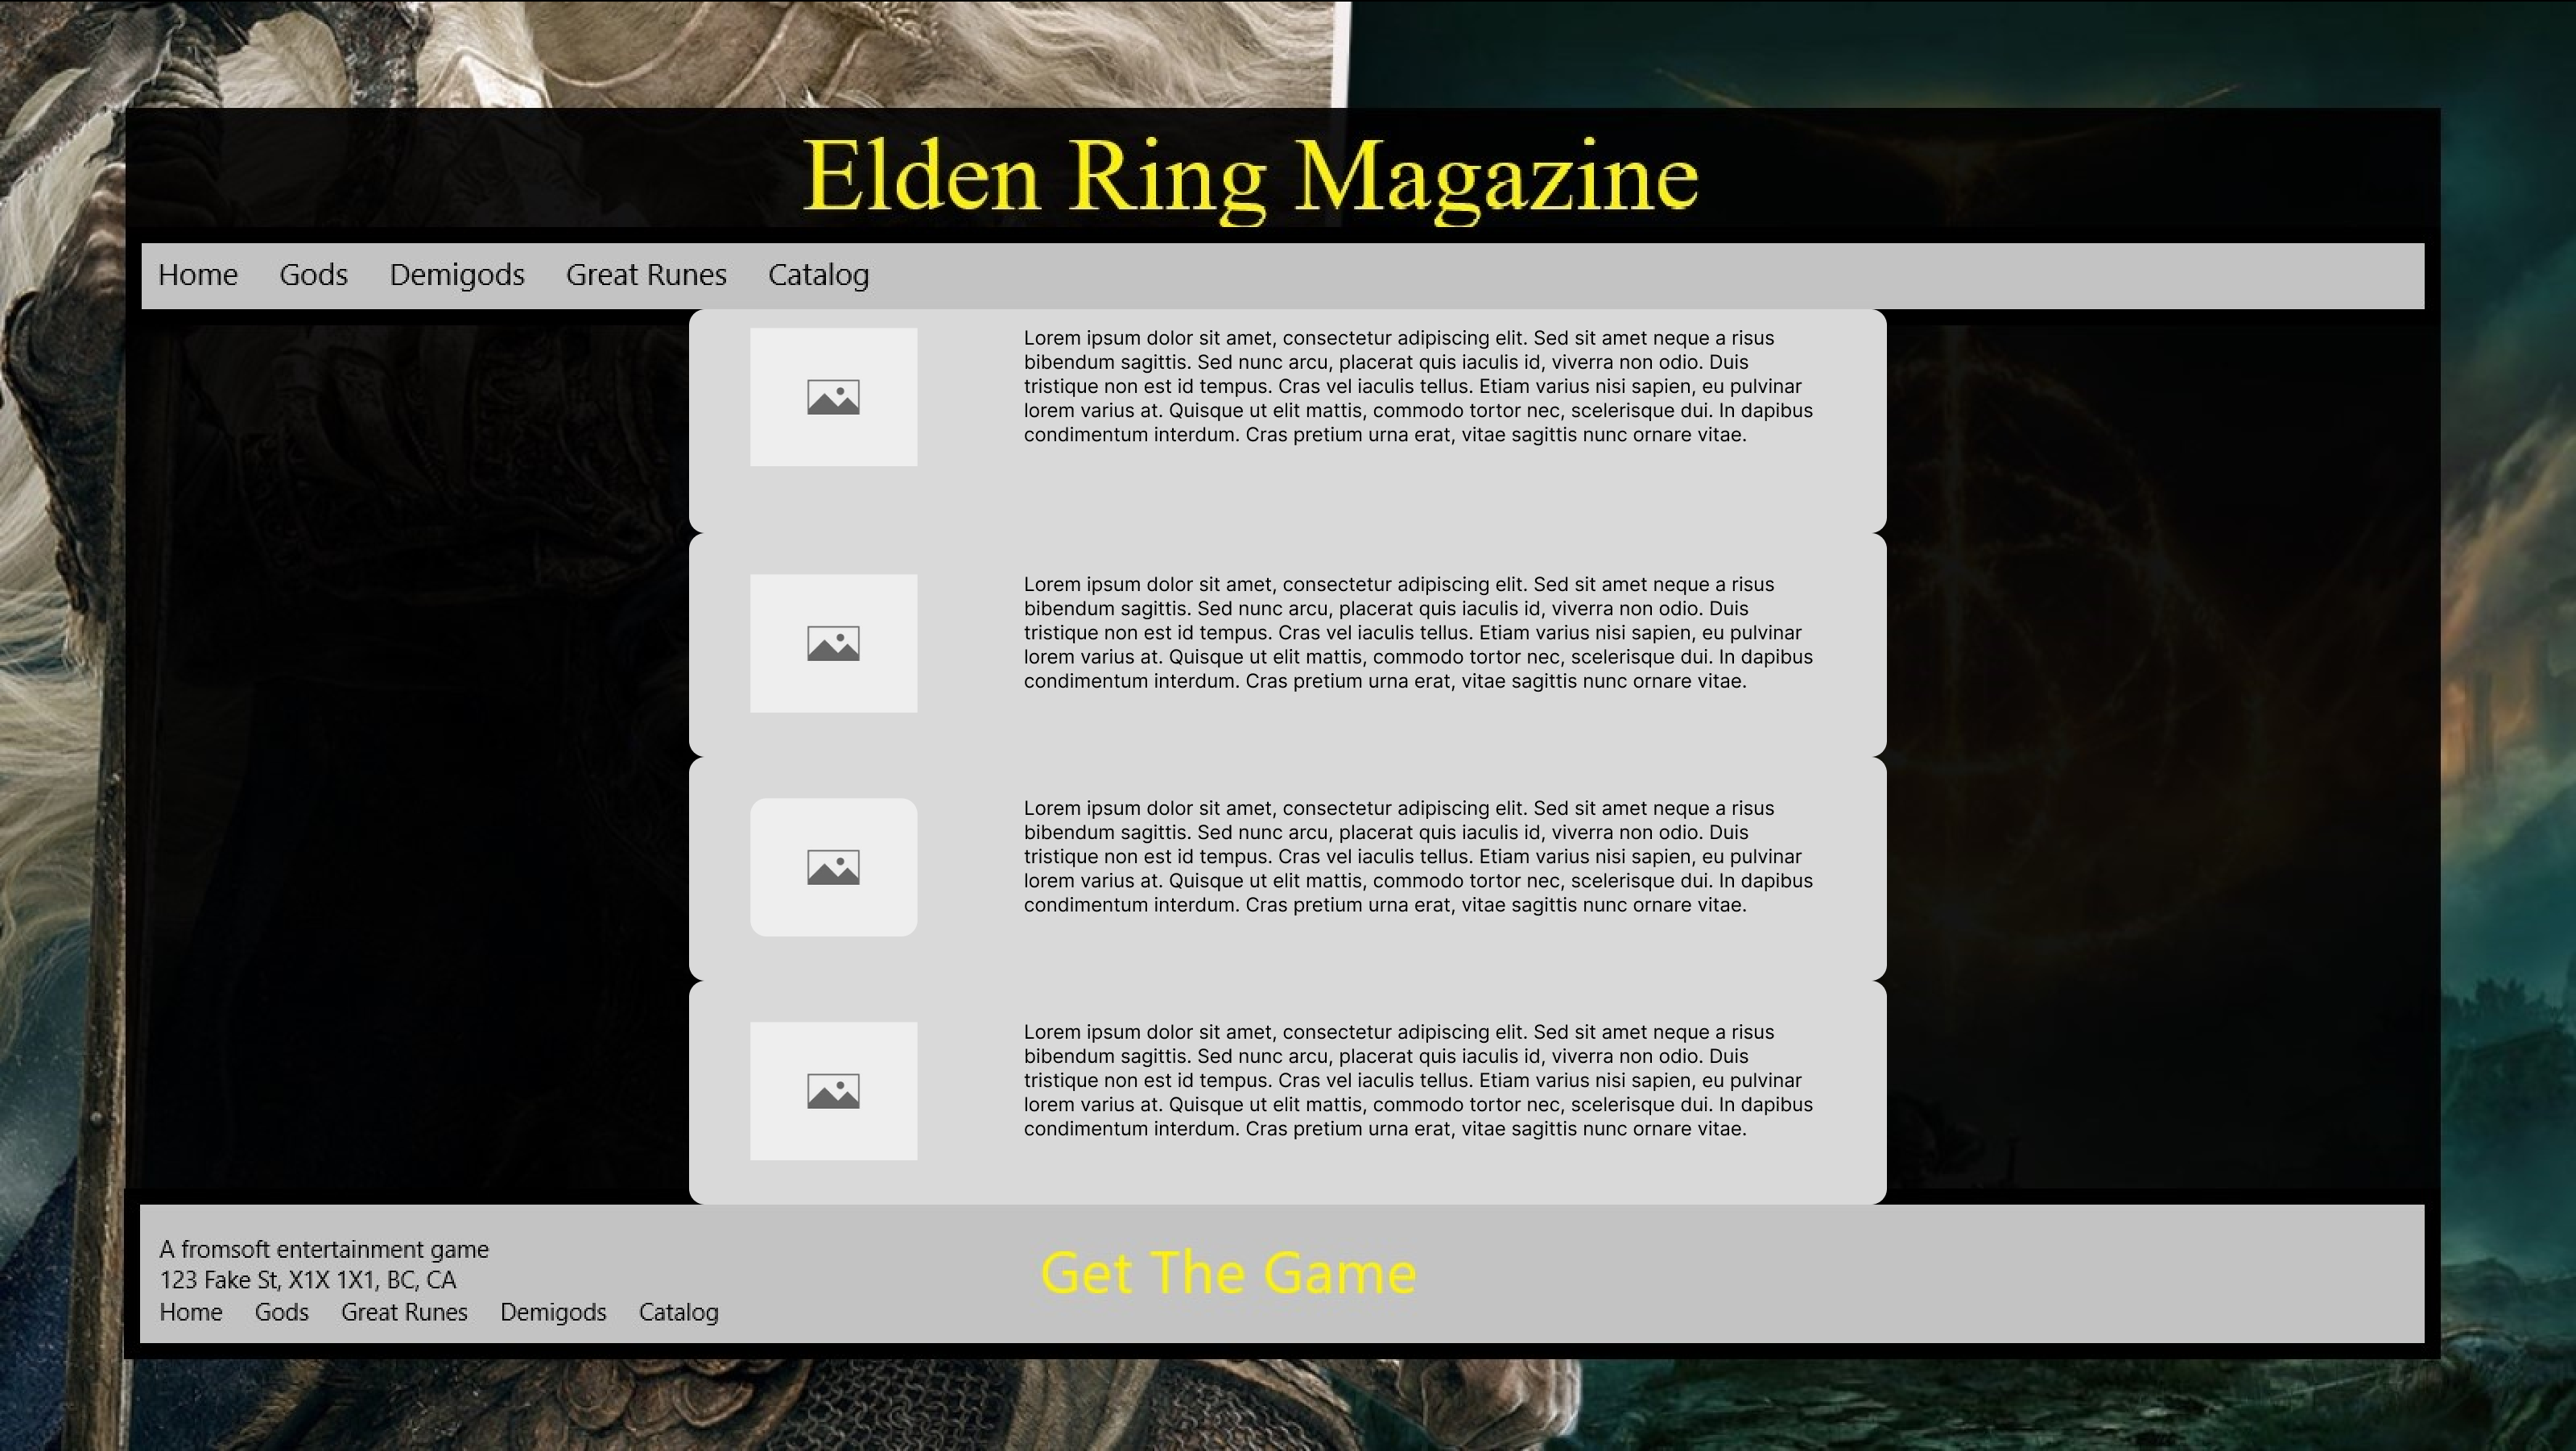 Elden Ring Magazine
Home Gods Demigods Great Runes Catalog
Lorem ipsum dolor sit amet, consectetur adipiscing elit. Sed sit amet neque a risus
bibendum sagittis. Sed nunc arcu, placerat quis iaculis id, viverra non odio. Duis
tristique non est id tempus. Cras vel iaculis tellus. Etiam varius nisi sapien, eu pulvinar
lorem varius at. Quisque ut elit mattis, commodo tortor nec, scelerisque dui. In dapibus
condimentum interdum. Cras pretium urna erat, vitae sagittis nunc ornare vitae.
Lorem ipsum dolor sit amet, consectetur adipiscing elit. Sed sit amet neque a risus
bibendum sagittis. Sed nunc arcu, placerat quis iaculis id, viverra non odio. Duis
tristique non est id tempus. Cras vel iaculis tellus. Etiam varius nisi sapien, eu pulvinar
lorem varius at. Quisque ut elit mattis, commodo tortor nec, scelerisque dui. In dapibus
condimentum interdum. Cras pretium urna erat, vitae sagittis nunc ornare vitae.
Lorem ipsum dolor sit amet, consectetur adipiscing elit. Sed sit amet neque a risus
bibendum sagittis. Sed nunc arcu, placerat quis iaculis id, viverra non odio. Duis
tristique non est id tempus. Cras vel iaculis tellus. Etiam varius nisi sapien, eu pulvinar
lorem varius at. Quisque ut elit mattis, commodo tortor nec, scelerisque dui. In dapibus
condimentum interdum. Cras pretium urna erat, vitae sagittis nunc ornare vitae.
Lorem ipsum dolor sit amet, consectetur adipiscing elit. Sed sit amet neque a risus
bibendum sagittis. Sed nunc arcu, placerat quis iaculis id, viverra non odio. Duis
tristique non est id tempus. Cras vel iaculis tellus. Etiam varius nisi sapien, eu pulvinar
lorem varius at. Quisque ut elit mattis, commodo tortor nec, scelerisque dui. In dapibus
condimentum interdum. Cras pretium urna erat, vitae sagittis nunc ornare vitae.
A fromsoft entertainment game
123 Fake St, X1X 1X1, BC, CA
Home Gods Great Runes Demigods Catalog
Get The Game